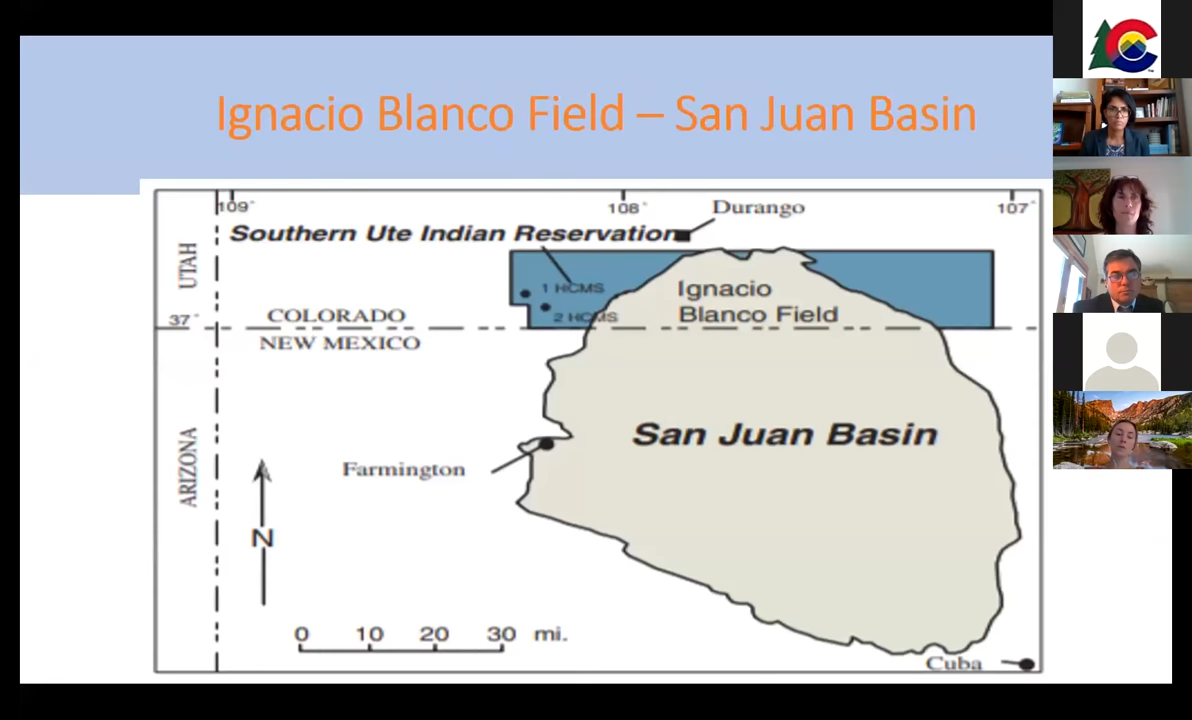 Ignacio Blanco Field – San Juan Basin
109°
108°
107°
Durango
Southern Ute Indian Reservation
UTAH
1 HCMS
2 HCMS
Ignacio
Blanco Field
COLORADO
37°
NEW MEXICO
San Juan Basin
ARIZONA
Farmington
N
0 10 20 30 mi.
Cuba